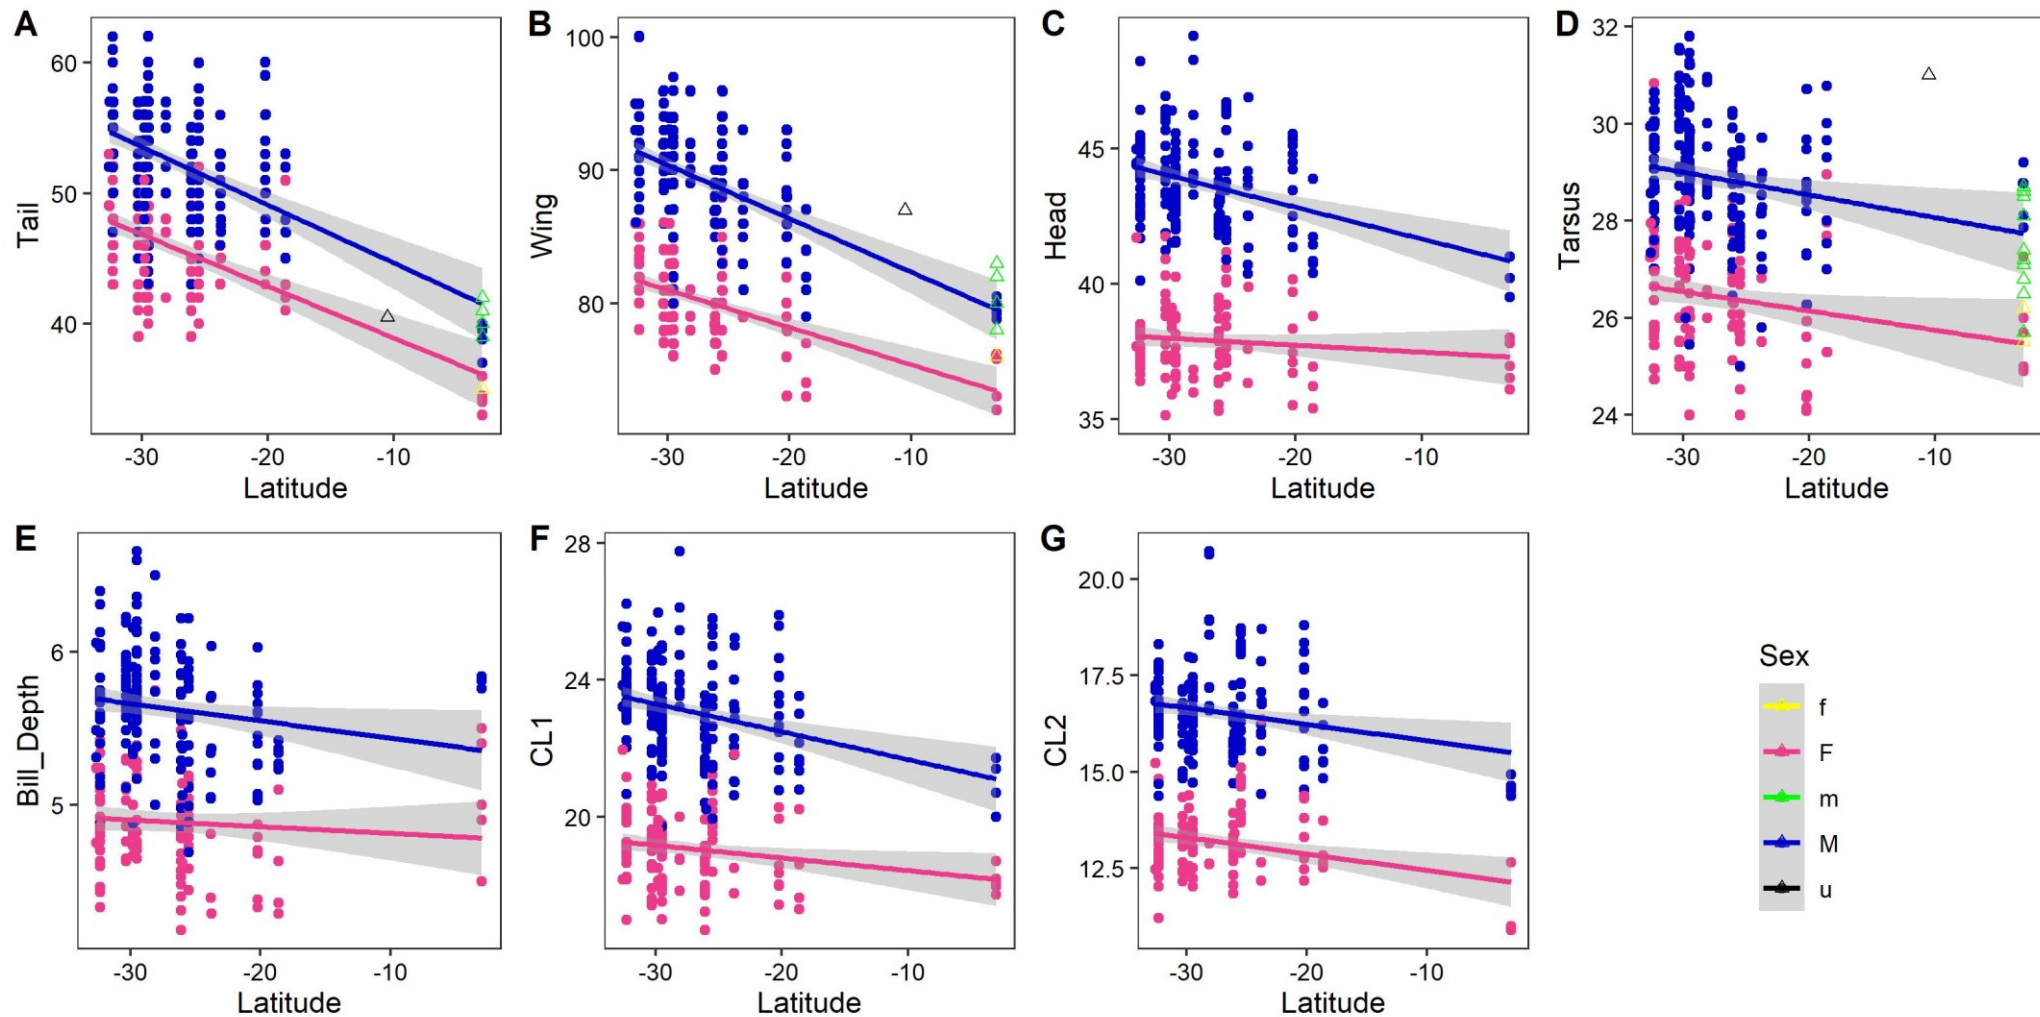 A
Tail
60
50
40
-30
-20
-10
Latitude
B
Wing
100
90
80
-30
-20
-10
Latitude
C
Head
45
40
35
-30
-20
-10
Latitude
D
Tarsus
32
30
28
26
24
-30
-20
-10
Latitude
E
Bill_Depth
6
5
-30
-20
-10
Latitude
F
CL1
28
24
20
-30
-20
-10
Latitude
G
CL2
20.0
17.5
15.0
12.5
-30
-20
-10
Latitude
Sex
f
F
m
M
u